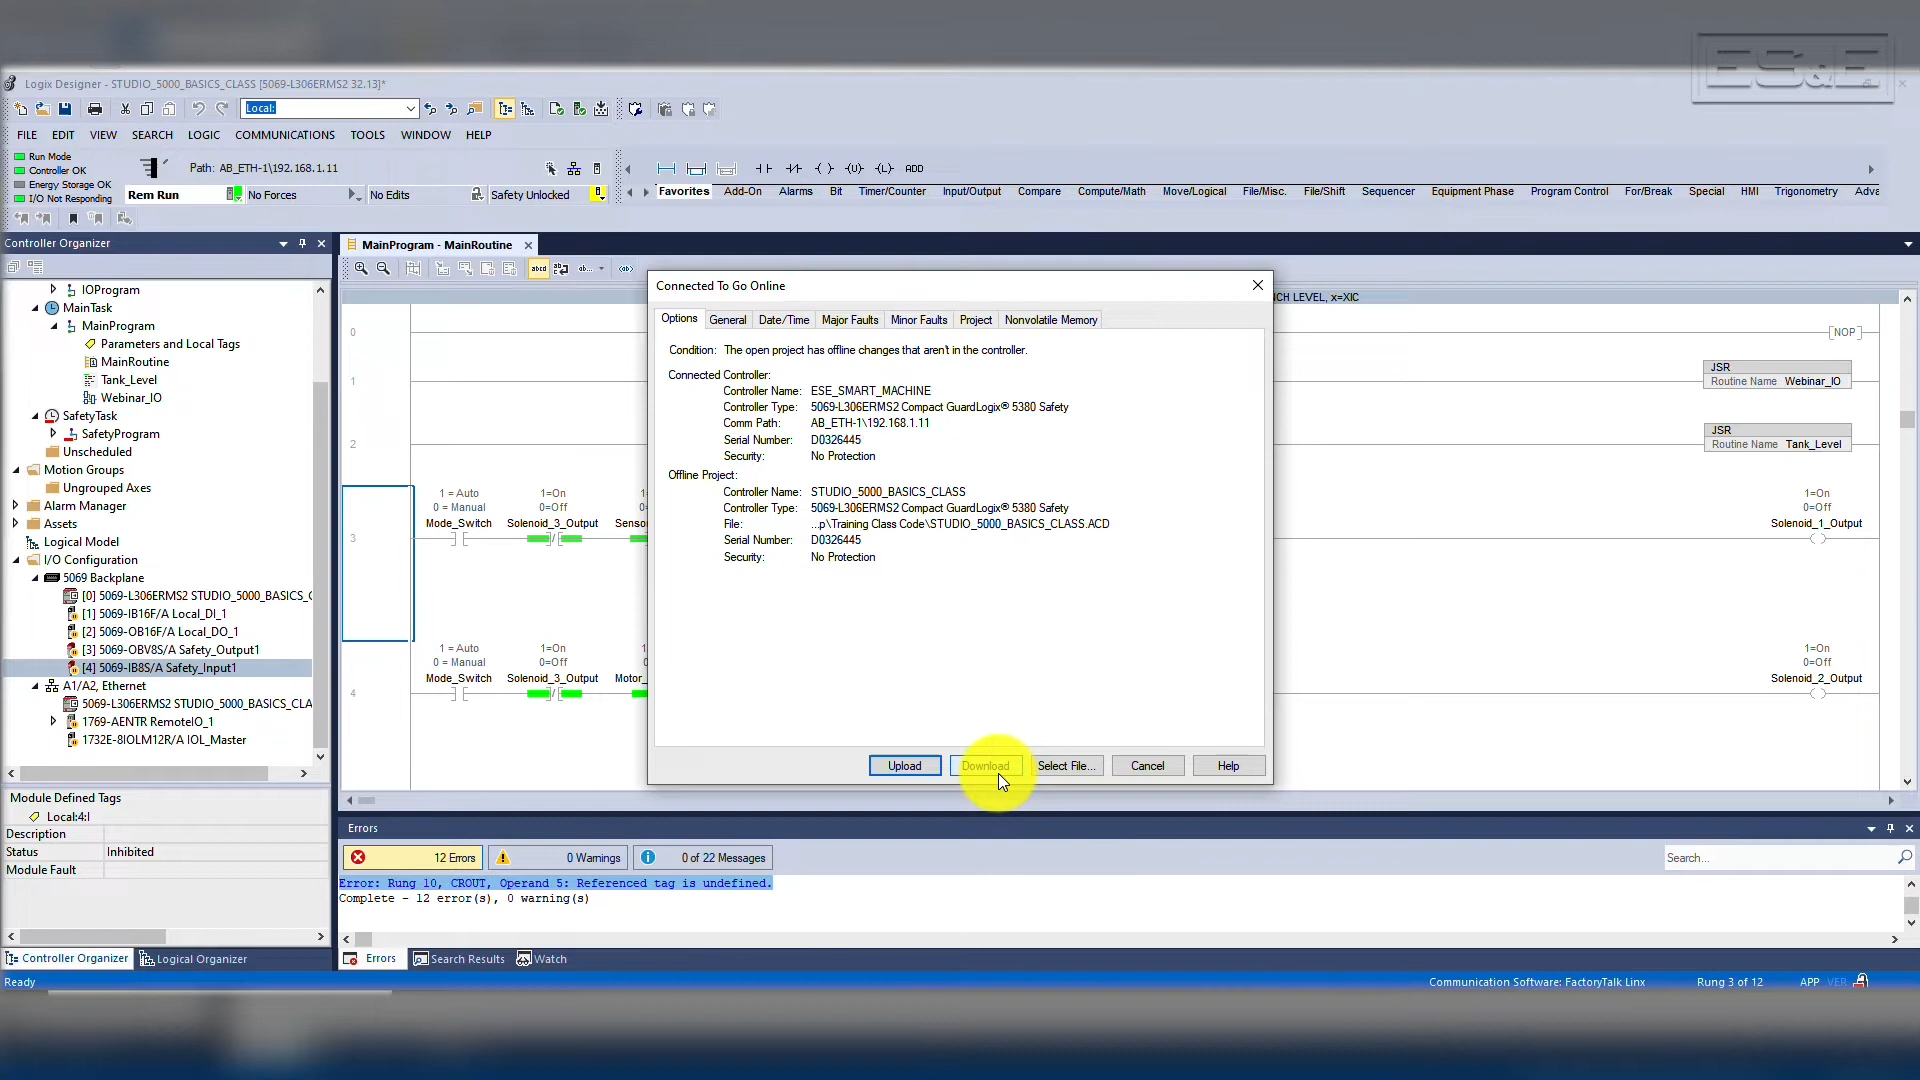 ES&E
Logix Designer - STUDIO_5000_BASICS_CLASS [5069-L306ERMS2 32.13]*
Local:
FILE EDIT VIEW SEARCH LOGIC COMMUNICATIONS TOOLS WINDOW HELP
Run Mode
Controller OK
Energy Storage OK
I/O Not Responding
Path: AB_ETH-1\192.168.1.11
Rem Run No Forces No Edits Safety Unlocked
ADD
Favorites Add-On Alarms Bit Timer/Counter Input/Output Compare Compute/Math Move/Logical File/Misc. File/Shift Sequencer Equipment Phase Program Control For/Break Special HMI Trigonometry Adva
Controller Organizer
IOProgram
MainTask
MainProgram
Parameters and Local Tags
MainRoutine
Tank_Level
Webinar_IO
SafetyTask
SafetyProgram
Unscheduled
Motion Groups
Ungrouped Axes
Alarm Manager
Assets
Logical Model
I/O Configuration
5069 Backplane
[0] 5069-L306ERMS2 STUDIO_5000_BASICS_C
[1] 5069-IB16F/A Local_DI_1
[2] 5069-OB16F/A Local_DO_1
[3] 5069-OBV8S/A Safety_Output1
[4] 5069-IB8S/A Safety_Input1
A1/A2, Ethernet
5069-L306ERMS2 STUDIO_5000_BASICS_CLA
1769-AENTR RemoteIO_1
1732E-8IOLM12R/A IOL_Master
Module Defined Tags
Local:4:I
Description
Status Inhibited
Module Fault
Controller Organizer Logical Organizer
MainProgram - MainRoutine
NCH LEVEL, x=XIC
0
NOP
1
JSR
Routine Name Webinar_IO
2
JSR
Routine Name Tank_Level
3
1 = Auto
0 = Manual
Mode_Switch
1=On
0=Off
Solenoid_3_Output
1=
0=
Senso
1=On
0=Off
Solenoid_1_Output
4
1 = Auto
0 = Manual
Mode_Switch
1=On
0=Off
Solenoid_3_Output
Motor_
1=On
0=Off
Solenoid_2_Output
Connected To Go Online
Options General Date/Time Major Faults Minor Faults Project Nonvolatile Memory
Condition: The open project has offline changes that aren't in the controller.
Connected Controller:
Controller Name: ESE_SMART_MACHINE
Controller Type: 5069-L306ERMS2 Compact GuardLogix® 5380 Safety
Comm Path: AB_ETH-1\192.168.1.11
Serial Number: D0326445
Security: No Protection
Offline Project:
Controller Name: STUDIO_5000_BASICS_CLASS
Controller Type: 5069-L306ERMS2 Compact GuardLogix® 5380 Safety
File: ...p\Training Class Code\STUDIO_5000_BASICS_CLASS.ACD
Serial Number: D0326445
Security: No Protection
Upload Download Select File... Cancel Help
Errors
12 Errors 0 Warnings 0 of 22 Messages
Search...
Error: Rung 10, CROUT, Operand 5: Referenced tag is undefined.
Complete - 12 error(s), 0 warning(s)
Errors Search Results Watch
Ready
Communication Software: FactoryTalk Linx Rung 3 of 12 APP VER